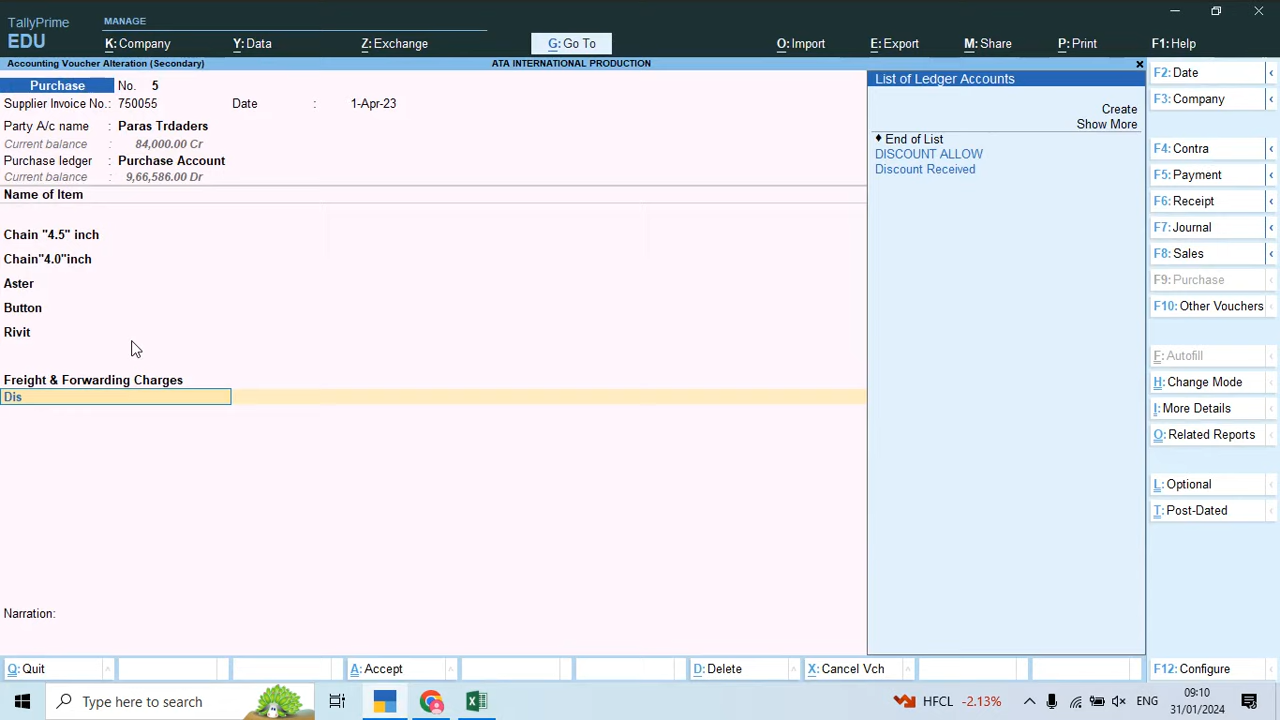 TallyPrime
EDU
MANAGE
K: Company
Y: Data
Z: Exchange
G: Go To
O: Import
E: Export
M: Share
P: Print
F1: Help
Accounting Voucher Alteration (Secondary)
ATA INTERNATIONAL PRODUCTION
Purchase No. 5
Supplier Invoice No.: 750055 Date : 1-Apr-23
Party A/c name : Paras Trdaders
Current balance : 84,000.00 Cr
Purchase ledger : Purchase Account
Current balance : 9,66,586.00 Dr
Name of Item
Chain "4.5" inch
Chain"4.0"inch
Aster
Button
Rivit
Freight & Forwarding Charges
Dis
Narration:
List of Ledger Accounts
Create
Show More
♦ End of List
DISCOUNT ALLOW
Discount Received
F2: Date
F3: Company
F4: Contra
F5: Payment
F6: Receipt
F7: Journal
F8: Sales
F9: Purchase
F10: Other Vouchers
F: Autofill
H: Change Mode
I: More Details
O: Related Reports
L: Optional
T: Post-Dated
Q: Quit
A: Accept
D: Delete
X: Cancel Vch
F12: Configure
Type here to search
HFCL -2.13%
ENG
09:10
31/01/2024